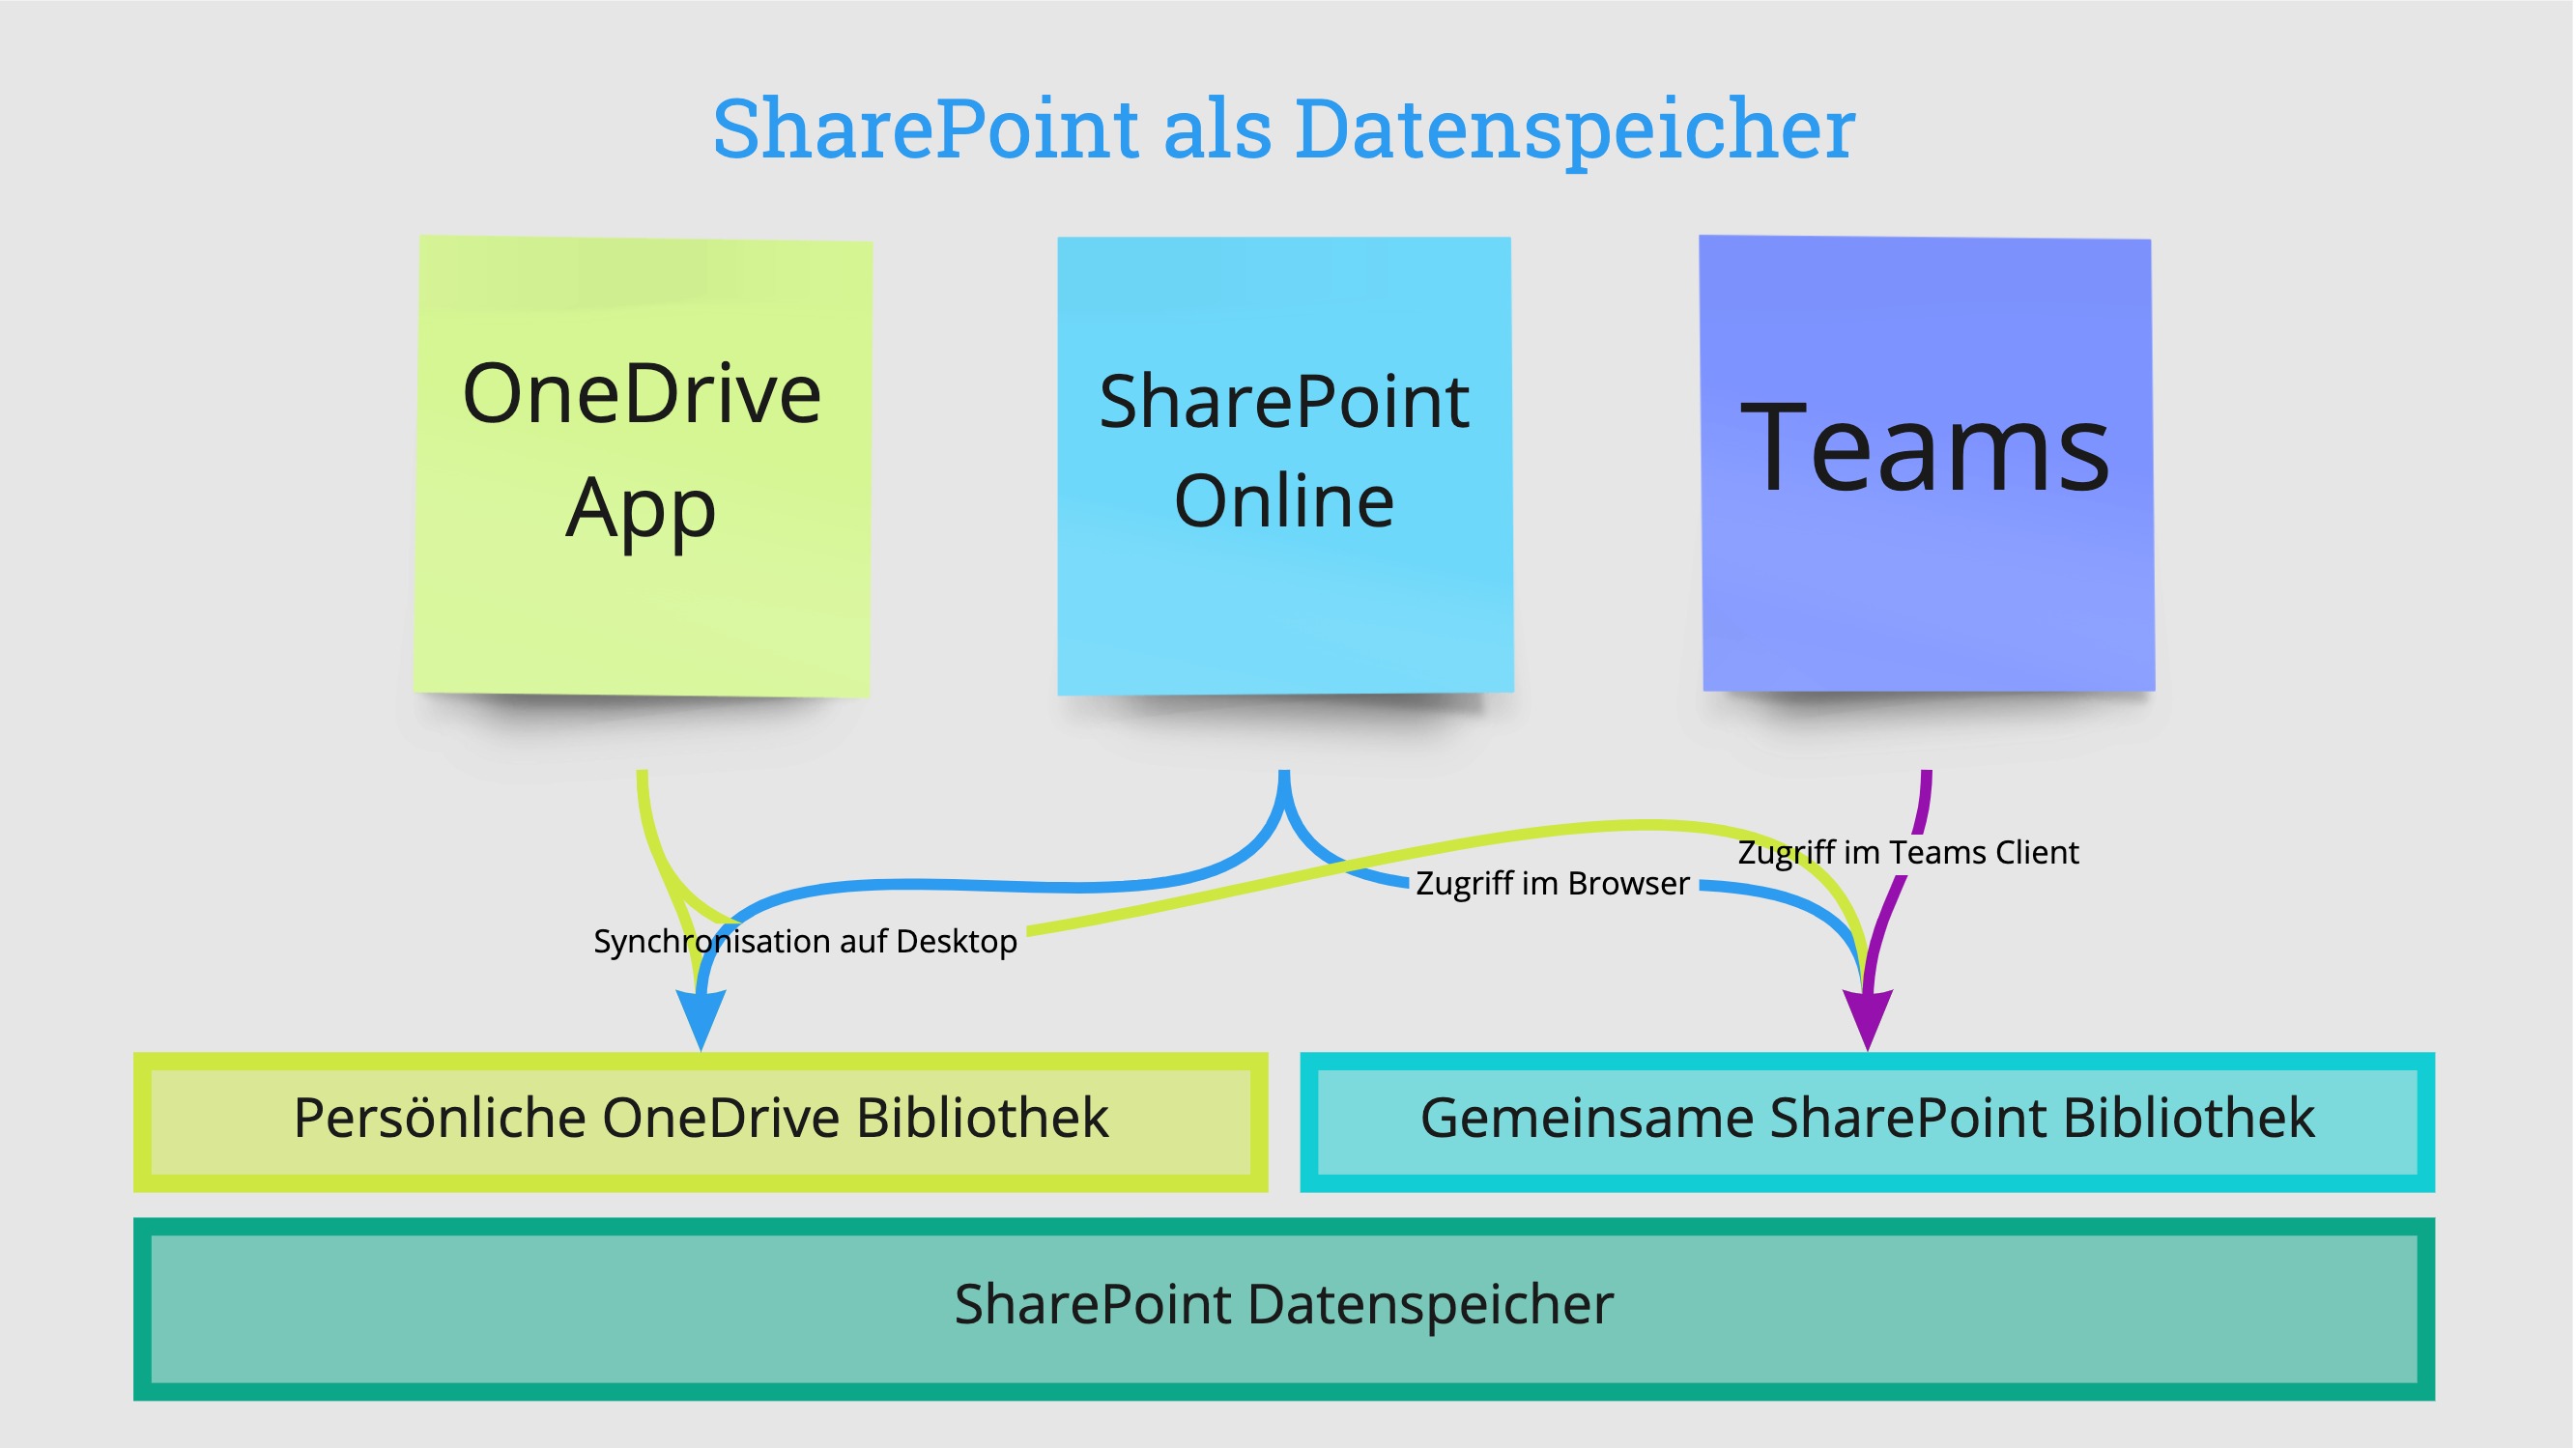 SharePoint als Datenspeicher
OneDrive
App
SharePoint
Online
Teams
Zugriff im Teams Client
Zugriff im Browser
Synchronisation auf Desktop
Persönliche OneDrive Bibliothek
Gemeinsame SharePoint Bibliothek
SharePoint Datenspeicher